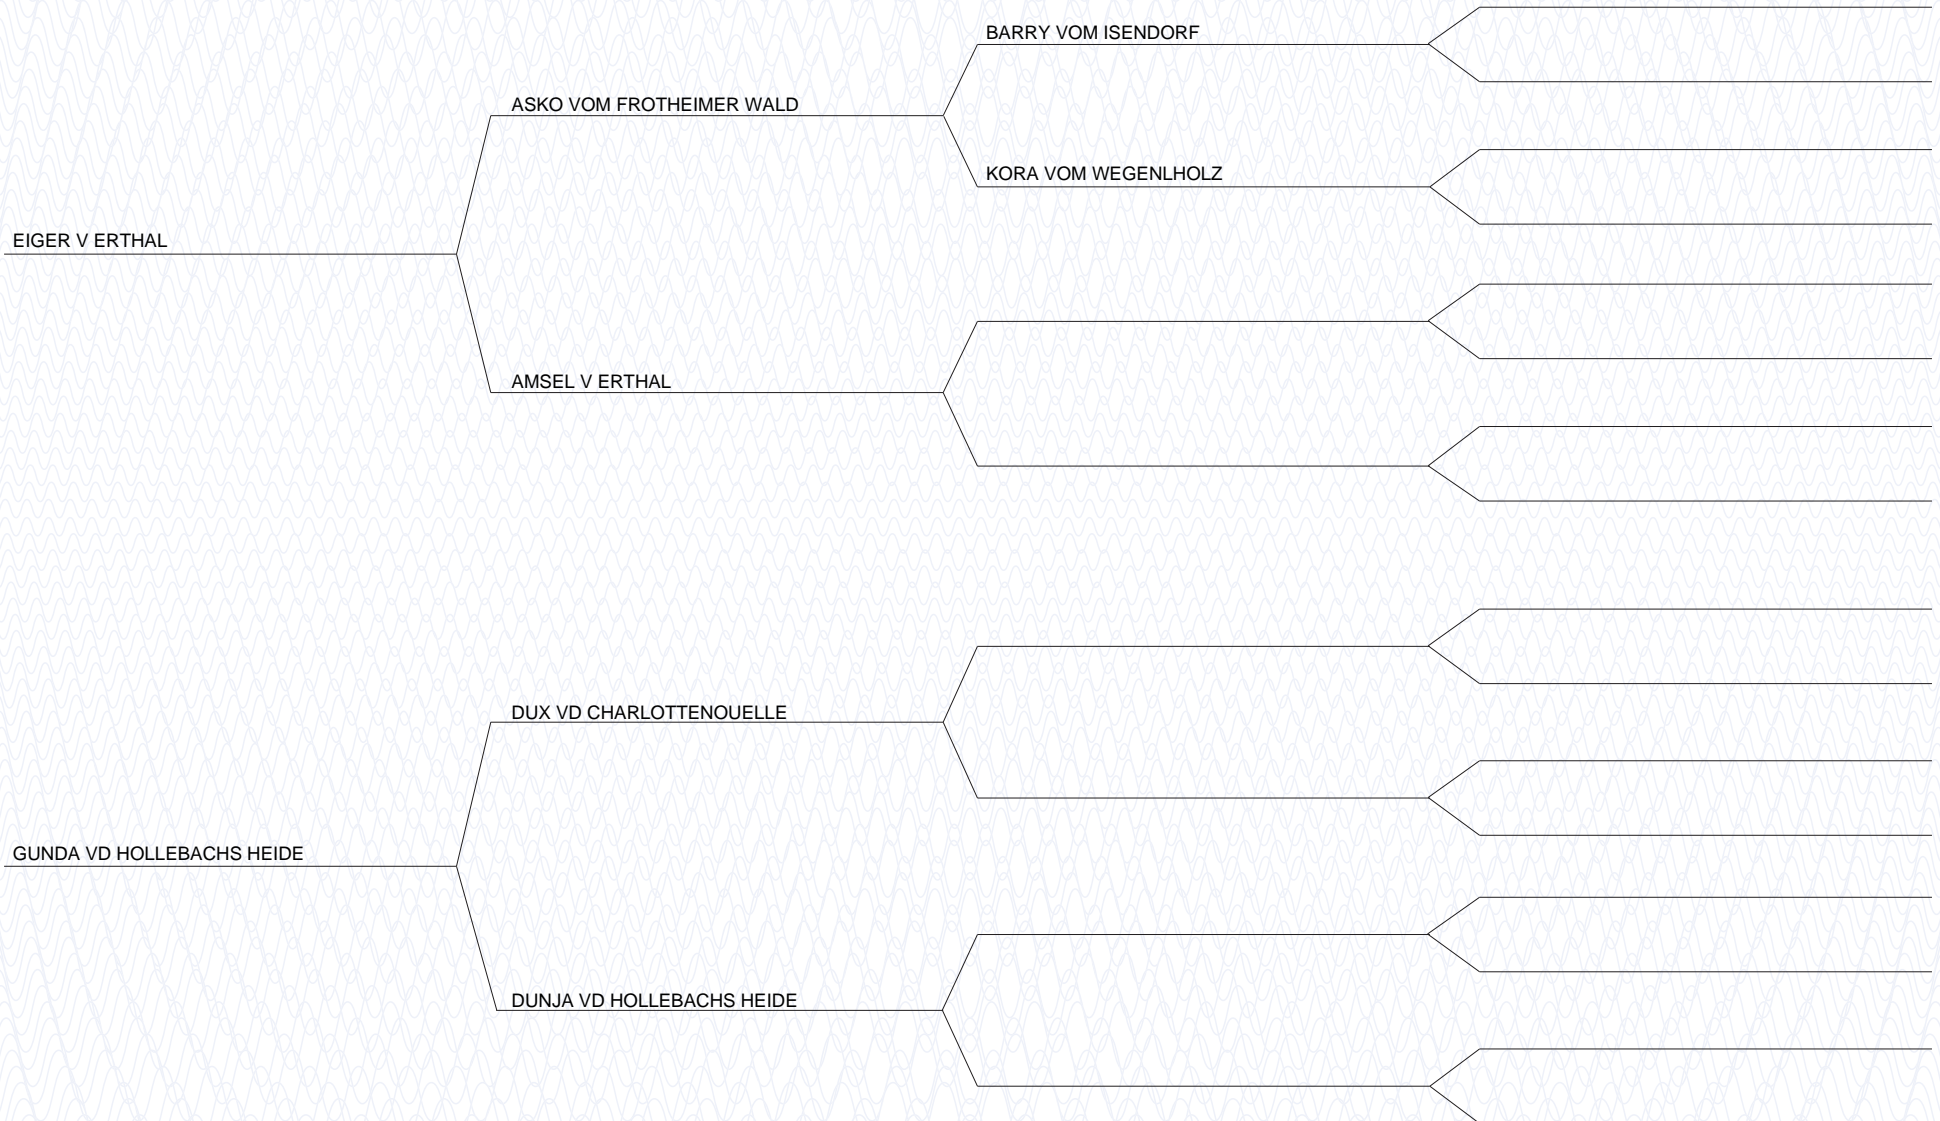 BARRY VOM ISENDORF
ASKO VOM FROTHEIMER WALD
KORA VOM WEGENLHOLZ
EIGER V ERTHAL
AMSEL V ERTHAL
DUX VD CHARLOTTENOUELLE
GUNDA VD HOLLEBACHS HEIDE
DUNJA VD HOLLEBACHS HEIDE